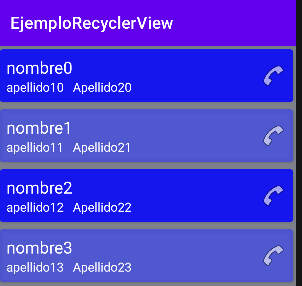 EjemploRecyclerView
nombre0
apellido10 Apellido20
nombre1
apellido11 Apellido21
nombre2
apellido12 Apellido22
nombre3
apellido13 Apellido23